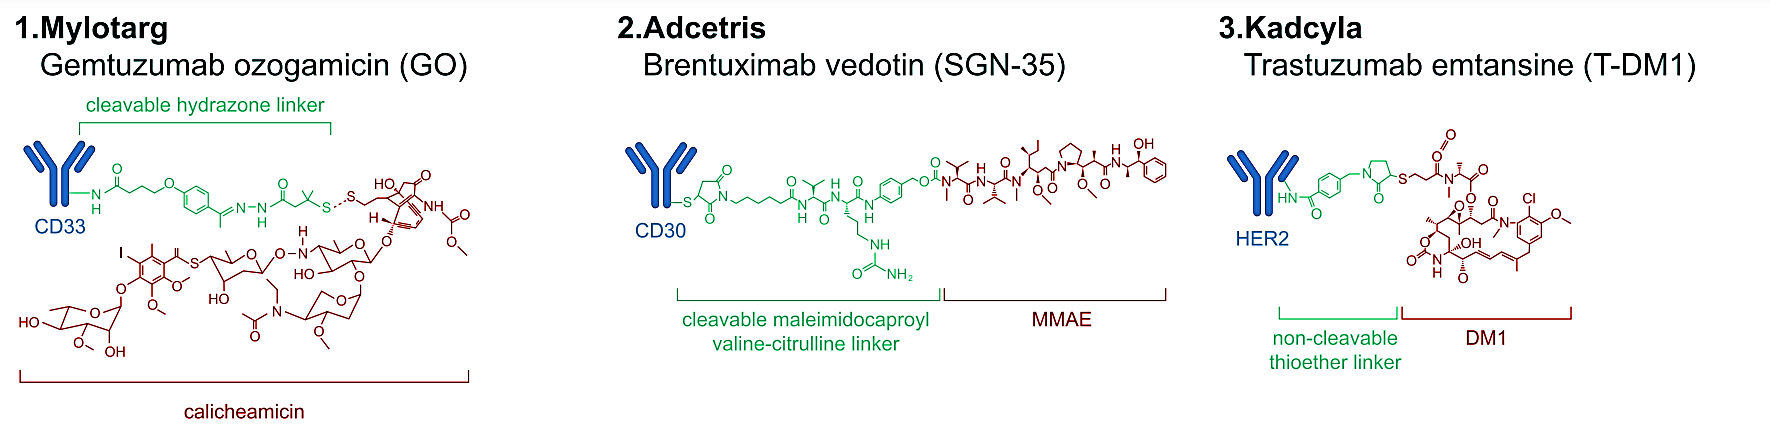 1.Mylotarg
Gemtuzumab ozogamicin (GO)
cleavable hydrazone linker
CD33
calicheamicin
2.Adcetris
Brentuximab vedotin (SGN-35)
CD30
cleavable maleimidocaproyl
valine-citrulline linker
MMAE
3.Kadcyla
Trastuzumab emtansine (T-DM1)
HER2
non-cleavable
thioether linker
DM1